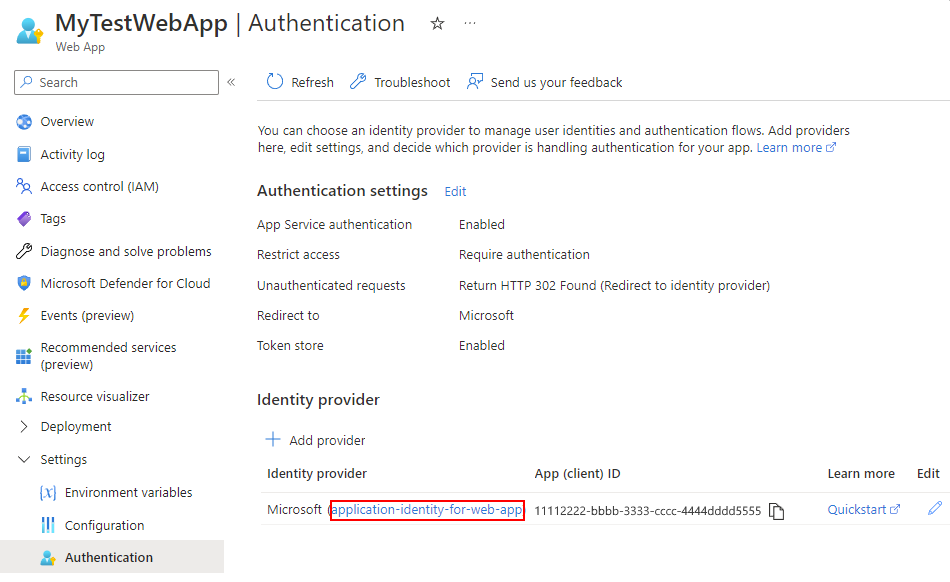 MyTestWebApp | Authentication
Web App
Search
Refresh
Troubleshoot
Send us your feedback
Overview
Activity log
Access control (IAM)
Tags
Diagnose and solve problems
Microsoft Defender for Cloud
Events (preview)
Recommended services
(preview)
Resource visualizer
Deployment
Settings
Environment variables
Configuration
Authentication
You can choose an identity provider to manage user identities and authentication flows. Add providers
here, edit settings, and decide which provider is handling authentication for your app. Learn more
Authentication settings Edit
App Service authentication Enabled
Restrict access Require authentication
Unauthenticated requests Return HTTP 302 Found (Redirect to identity provider)
Redirect to Microsoft
Token store Enabled
Identity provider
Add provider
Identity provider App (client) ID Learn more Edit
Microsoft (application-identity-for-web-app) 11112222-bbbb-3333-cccc-4444dddd5555 Quickstart